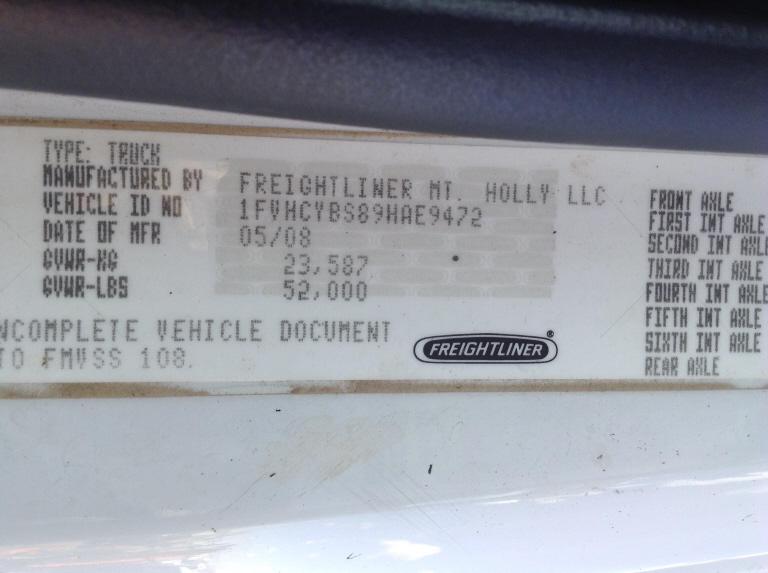 TYPE: TRUCK
MANUFACTURED BY FREIGHTLINER MT. HOLLY LLC
VEHICLE ID NO 1FVHCYBS89HAE9472
DATE OF MFR 05/08
GVWR-KG 23,587
GVWR-LBS 52,000
NCOMPLETE VEHICLE DOCUMENT
TO FMVSS 108.
FREIGHTLINER®
FRONT AXLE
FIRST INT AXLE
SECOND INT AXLE
THIRD INT AXLE
FOURTH INT AXLE
FIFTH INT AXLE
SIXTH INT AXLE
REAR AXLE